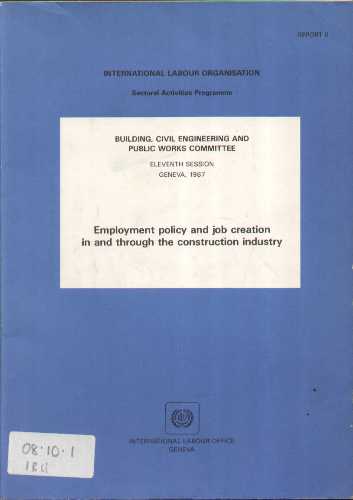 REPORT II
INTERNATIONAL LABOUR ORGANISATION
Sectoral Activities Programme
BUILDING, CIVIL ENGINEERING AND
PUBLIC WORKS COMMITTEE
ELEVENTH SESSION
GENEVA, 1987
Employment policy and job creation
in and through the construction industry
INTERNATIONAL LABOUR OFFICE
GENEVA
08·10·1